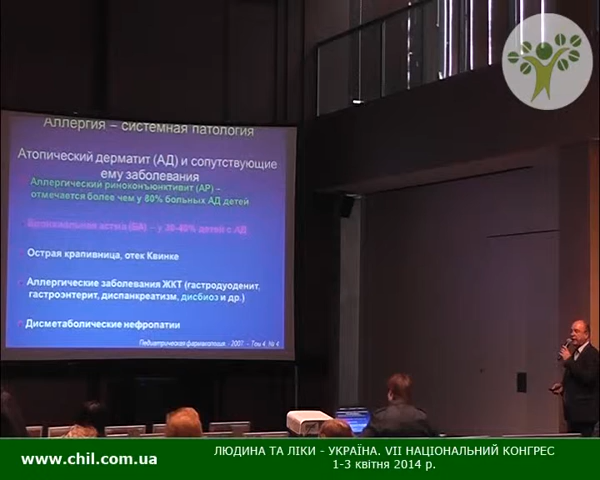 Аллергия – системная патология
Атопический дерматит (АД) и сопутствующие
ему заболевания
Аллергический риноконъюнктивит (АР) –
отмечается более чем у 80% больных АД детей
Бронхиальная астма (БА) – у 30-40% детей с АД
Острая крапивница, отек Квинке
Аллергические заболевания ЖКТ (гастродуоденит,
гастроэнтерит, диспанкреатизм, дисбиоз и др.)
Дисметаболические нефропатии
Педиатрическая фармакология - 2007. – Том 4. № 4
www.chil.com.ua
ЛЮДИНА ТА ЛІКИ - УКРАЇНА. VII НАЦІОНАЛЬНИЙ КОНГРЕС
1-3 квітня 2014 р.